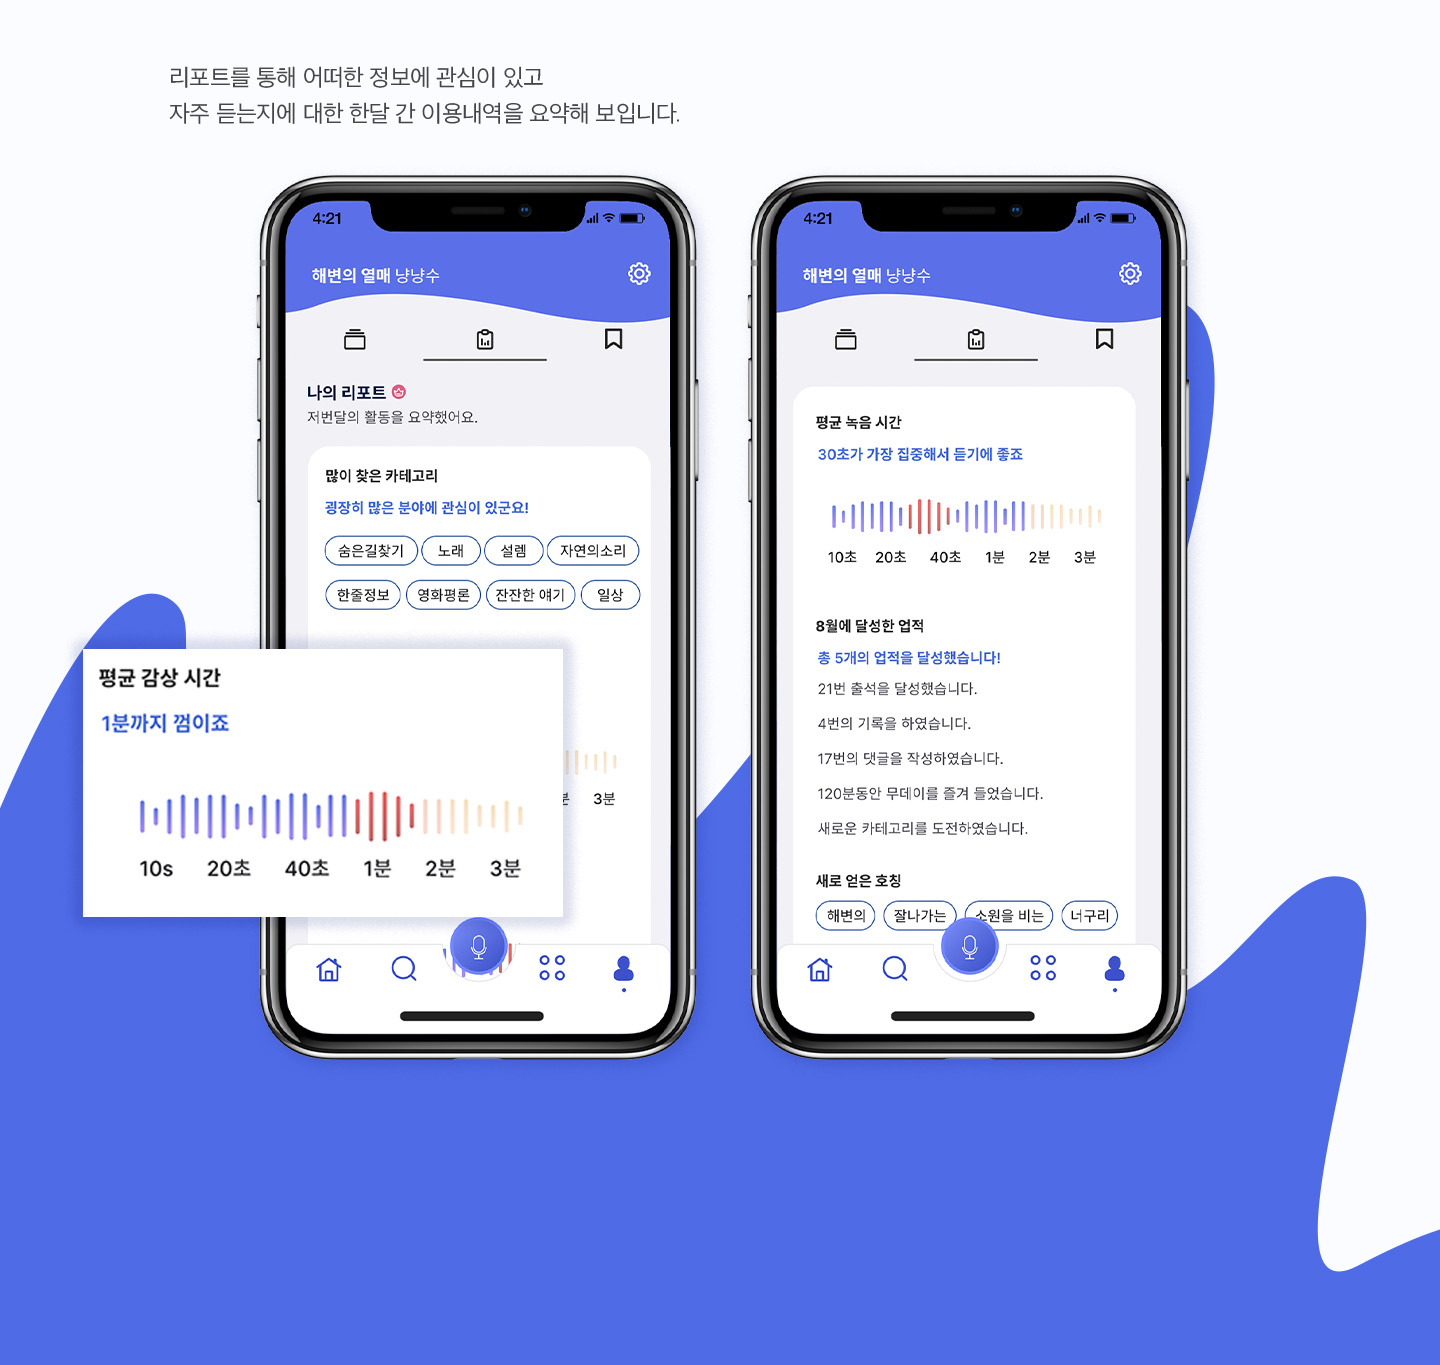 리포트를 통해 어떠한 정보에 관심이 있고
자주 듣는지에 대한 한달 간 이용내역을 요약해 보입니다.
4:21
해변의 열매 냥냥수
나의 리포트
저번달의 활동을 요약했어요.
많이 찾은 카테고리
굉장히 많은 분야에 관심이 있군요!
숨은길찾기 노래 설렘 자연의소리
한줄정보 영화평론 잔잔한 얘기 일상
3분
평균 감상 시간
1분까지 껌이죠
10s 20초 40초 1분 2분 3분
4:21
해변의 열매 냥냥수
평균 녹음 시간
30초가 가장 집중해서 듣기에 좋죠
10초 20초 40초 1분 2분 3분
8월에 달성한 업적
총 5개의 업적을 달성했습니다!
21번 출석을 달성했습니다.
4번의 기록을 하였습니다.
17번의 댓글을 작성하였습니다.
120분동안 무데이를 즐겨 들었습니다.
새로운 카테고리를 도전하였습니다.
새로 얻은 호칭
해변의 잘나가는 소원을 비는 너구리